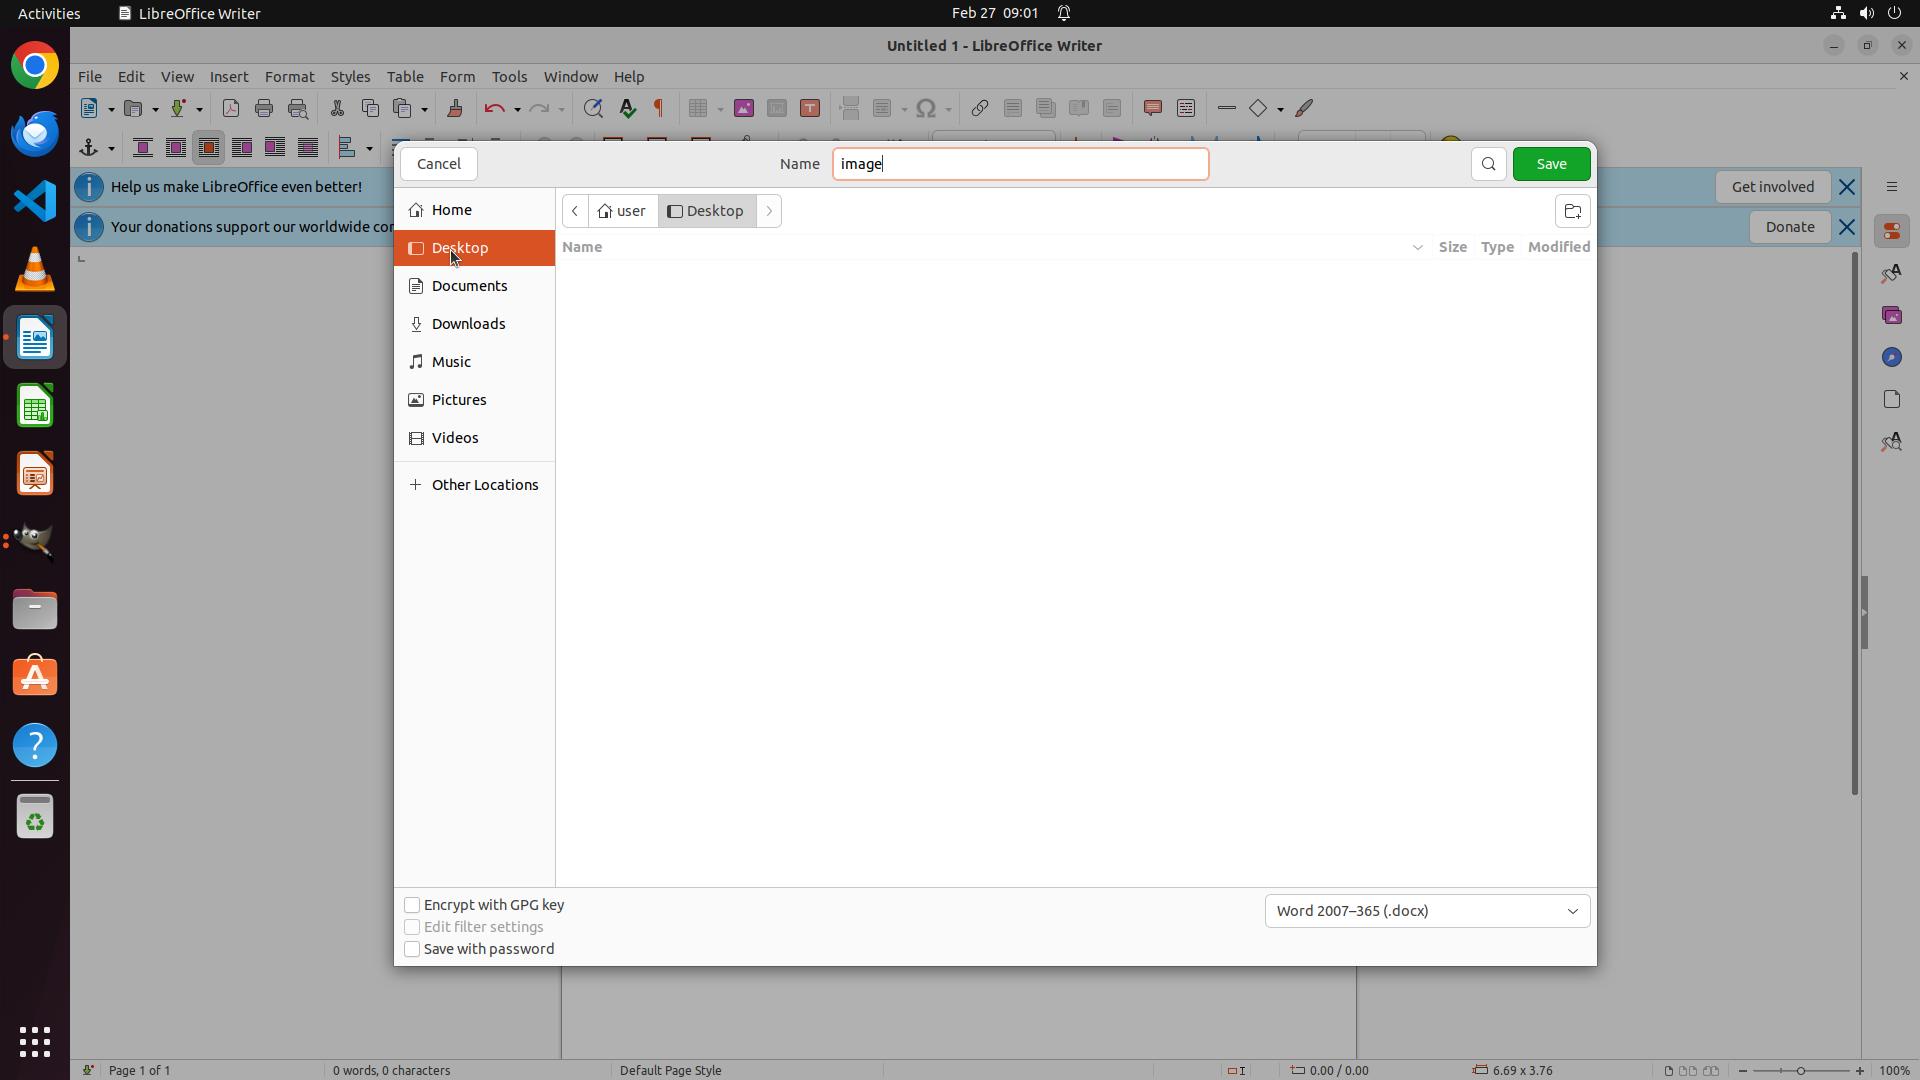 Activities LibreOffice Writer Feb 27 09:01
Untitled 1 - LibreOffice Writer
File Edit View Insert Format Styles Table Form Tools Window Help
Cancel Name image Save
Help us make LibreOffice even better! Get involved
Your donations support our worldwide Donate
Home
Desktop
Documents
Downloads
Music
Pictures
Videos
Other Locations
user Desktop
Name Size Type Modified
Encrypt with GPG key
Edit filter settings
Save with password
Word 2007–365 (.docx)
Page 1 of 1 0 words, 0 characters Default Page Style 0.00 / 0.00 6.69 x 3.76 100%